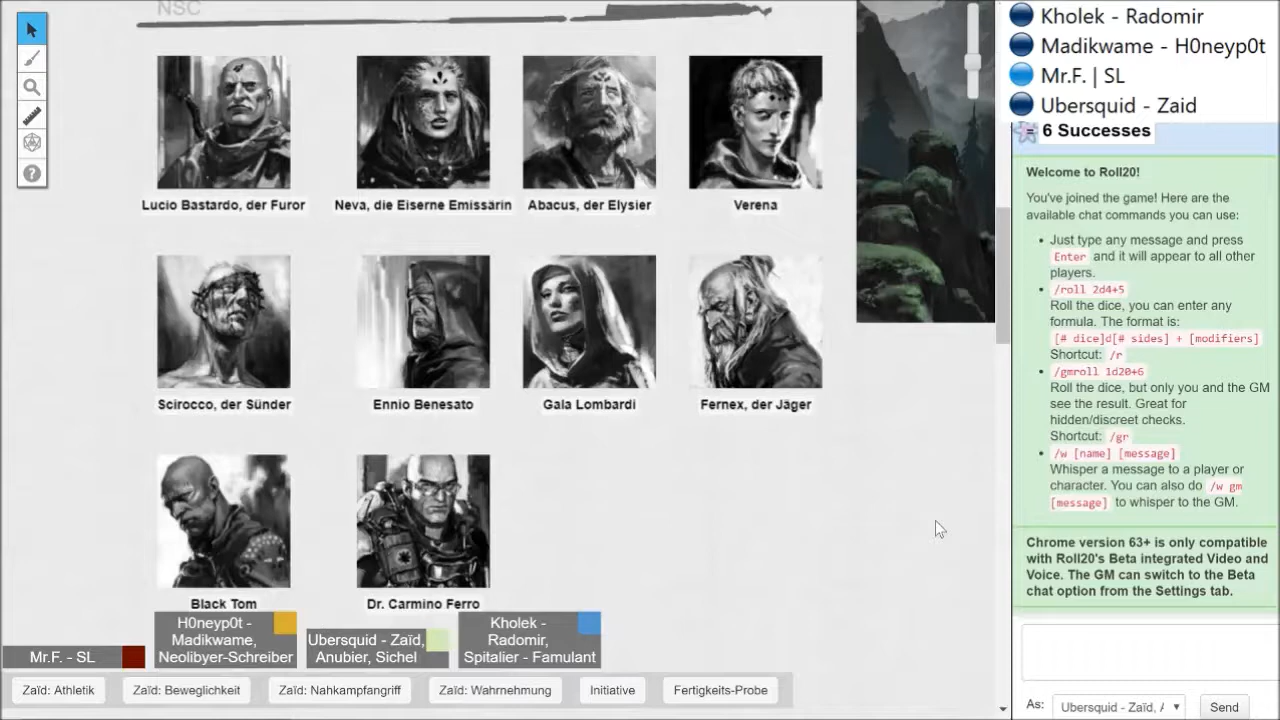 NSC
Lucio Bastardo, der Furor
Neva, die Eiserne Emissärin
Abacus, der Elysier
Verena
Scirocco, der Sünder
Ennio Benesato
Gala Lombardi
Fernex, der Jäger
Black Tom
Dr. Carmino Ferro
Mr.F. - SL
H0neyp0t -
Madikwame,
Neolibyer-Schreiber
Ubersquid - Zaïd,
Anubier, Sichel
Kholek -
Radomir,
Spitalier - Famulant
Zaïd: Athletik
Zaïd: Beweglichkeit
Zaïd: Nahkampfangriff
Zaïd: Wahrnehmung
Initiative
Fertigkeits-Probe
Kholek - Radomir
Madikwame - H0neyp0t
Mr.F. | SL
Ubersquid - Zaid
= 6 Successes
Welcome to Roll20!
You've joined the game! Here are the
available chat commands you can use:
• Just type any message and press
Enter and it will appear to all other
players.
• /roll 2d4+5
Roll the dice, you can enter any
formula. The format is:
[# dice]d[# sides] + [modifiers]
Shortcut: /r
• /gmroll 1d20+6
Roll the dice, but only you and the GM
see the result. Great for
hidden/discreet checks.
Shortcut: /gr
• /w [name] [message]
Whisper a message to a player or
character. You can also do /w gm
[message] to whisper to the GM.
Chrome version 63+ is only compatible
with Roll20's Beta integrated Video and
Voice. The GM can switch to the Beta
chat option from the Settings tab.
As: Ubersquid - Zaïd, /
Send